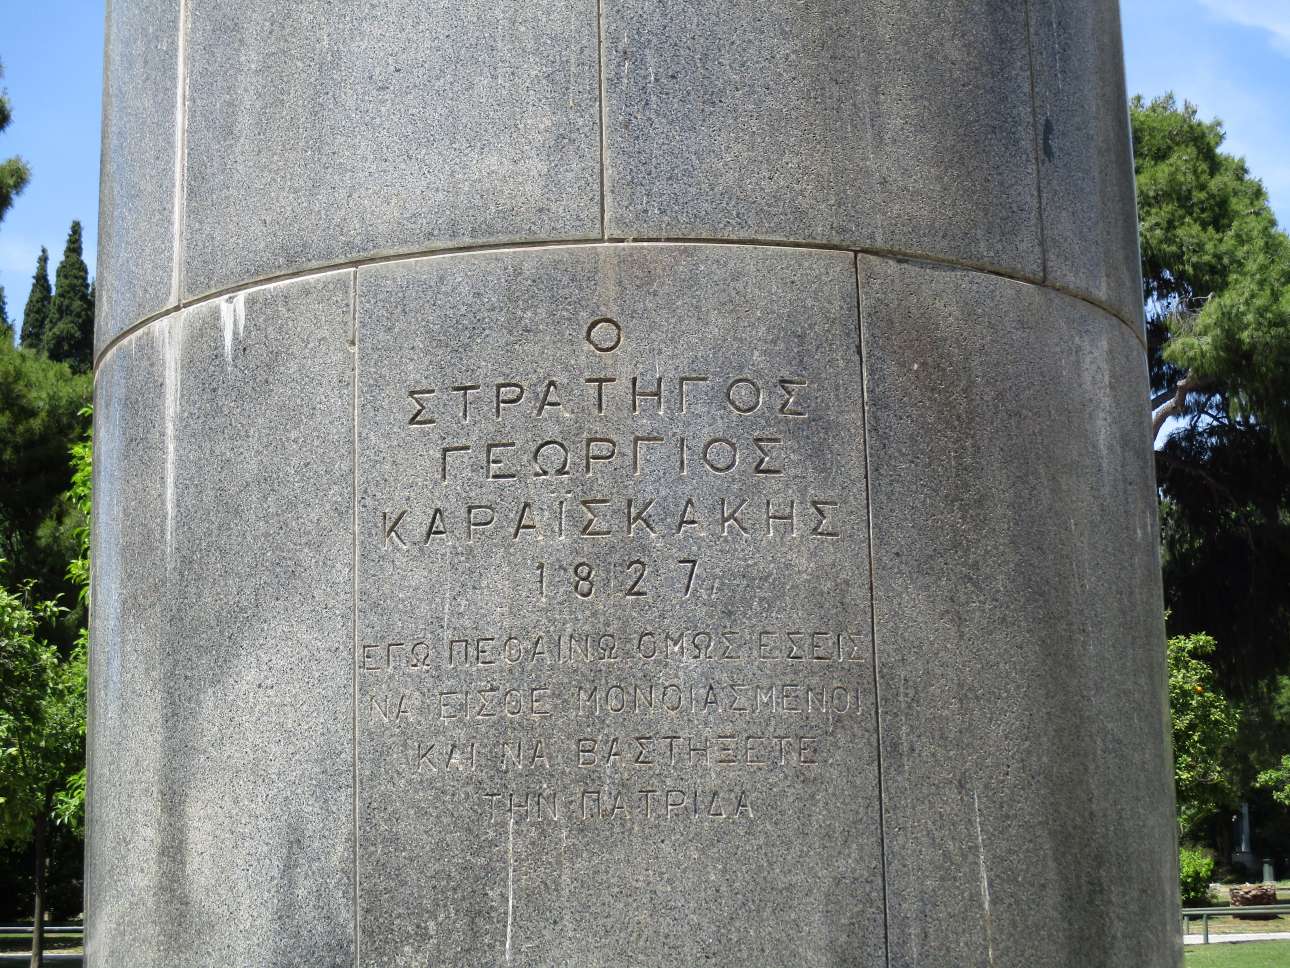 Ο
ΣΤΡΑΤΗΓΟΣ
ΓΕΩΡΓΙΟΣ
ΚΑΡΑΪΣΚΑΚΗΣ
1827
ΕΓΩ ΠΕΘΑΙΝΩ ΟΜΩΣ ΕΣΕΙΣ
ΝΑ ΕΙΣΘΕ ΜΟΝΟΙΑΣΜΕΝΟΙ
ΚΑΙ ΝΑ ΒΑΣΤΗΞΕΤΕ
ΤΗΝ ΠΑΤΡΙΔΑ